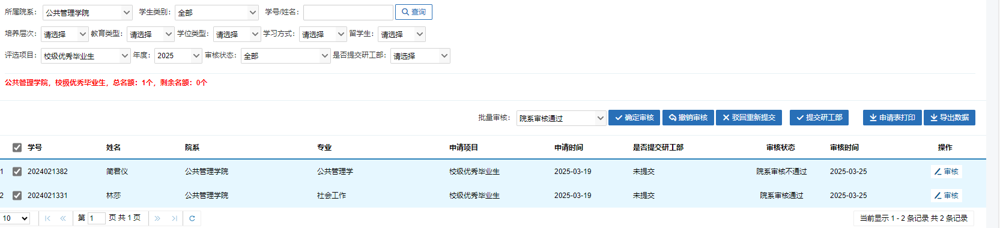 所属院系： 公共管理学院 学生类别： 全部 学号/姓名： 查询
培养层次： 请选择 教育类型： 请选择 学位类型： 请选择 学习方式： 请选择 留学生： 请选择
评选项目： 校级优秀毕业生 年度： 2025 审核状态： 全部 是否提交研工部： 请选择
公共管理学院，校级优秀毕业生，总名额：1个，剩余名额：0个
批量审核： 院系审核通过 确定审核 撤销审核 驳回重新提交 提交研工部 申请表打印 导出数据
学号 姓名 院系 专业 申请项目 申请时间 是否提交研工部 审核状态 审核时间 操作
1 2024021382 简君仪 公共管理学院 公共管理学 校级优秀毕业生 2025-03-19 未提交 院系审核不通过 2025-03-25 审核
2 2024021331 林莎 公共管理学院 社会工作 校级优秀毕业生 2025-03-19 未提交 院系审核通过 2025-03-25 审核
10 第 1 页 共 1 页 当前显示 1 - 2 条记录 共 2 条记录